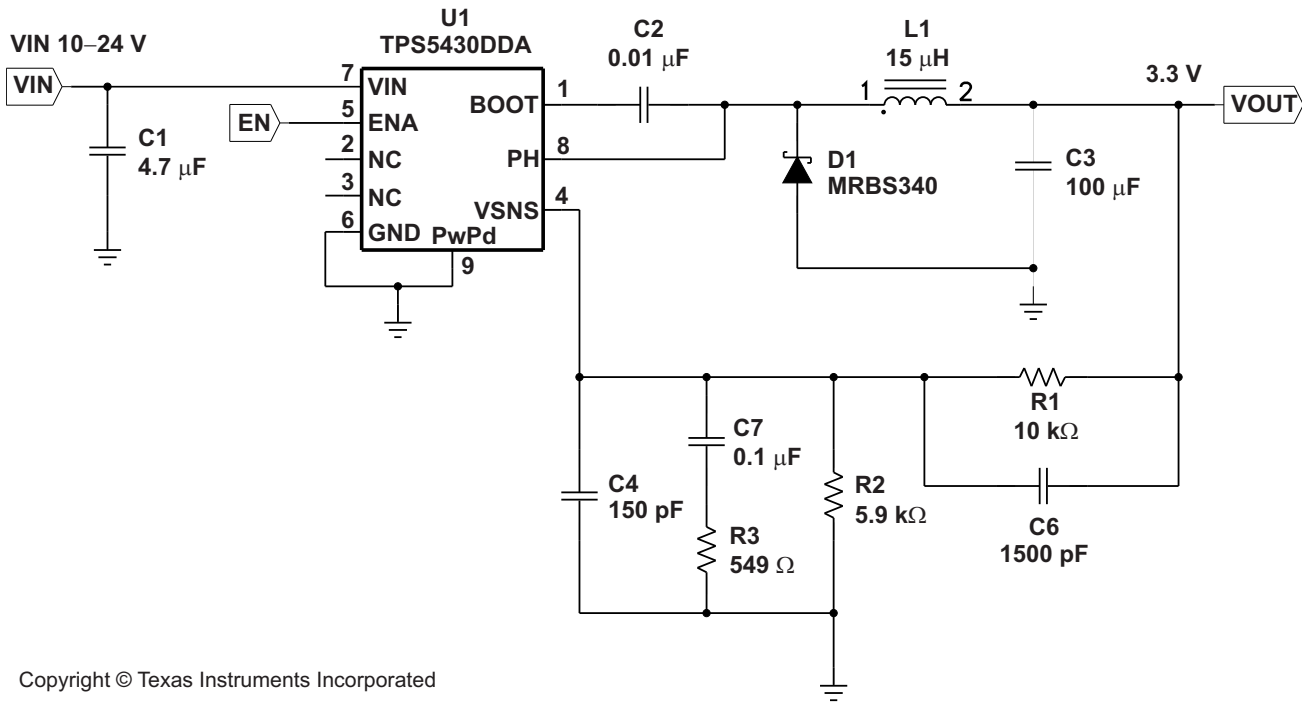 U1
TPS5430DDA
VIN 10–24 V
VIN
C1
4.7 μF
EN
7
5
2
3
6
VIN
ENA
NC
NC
GND
PwPd
9
BOOT
PH
VSNS
1
8
4
C2
0.01 μF
L1
15 μH
1
2
D1
MRBS340
3.3 V
VOUT
C3
100 μF
C4
150 pF
C7
0.1 μF
R3
549 Ω
R2
5.9 kΩ
R1
10 kΩ
C6
1500 pF
Copyright © Texas Instruments Incorporated